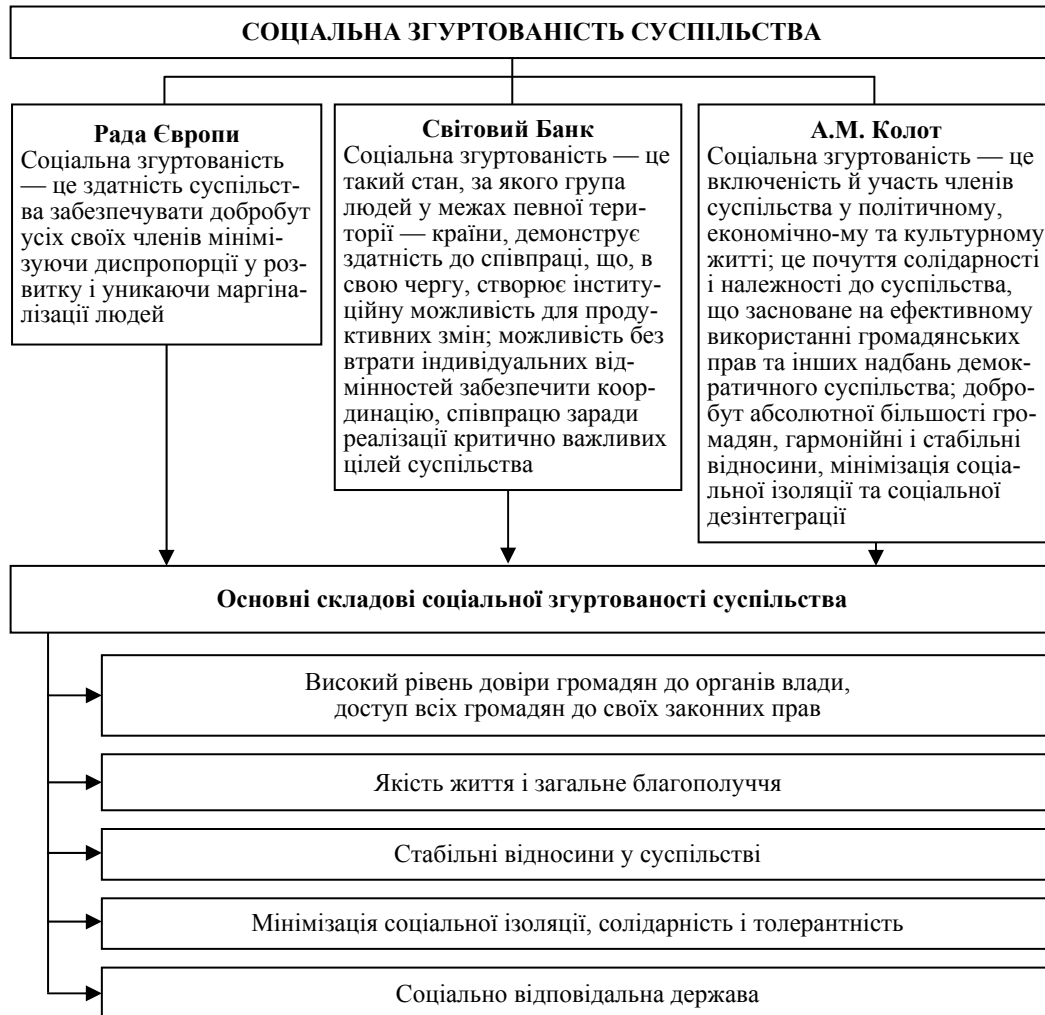 СОЦІАЛЬНА ЗГУРТОВАНІСТЬ СУСПІЛЬСТВА
Рада Європи
Соціальна згуртованість
— це здатність суспільст-
ва забезпечувати добробут
усіх своїх членів мінімі-
зуючи диспропорції у роз-
витку і уникаючи маргіна-
лізації людей
Світовий Банк
Соціальна згуртованість — це
такий стан, за якого група
людей у межах певної тери-
торії — країни, демонструє
здатність до співпраці, що, в
свою чергу, створює інститу-
ційну можливість для продук-
тивних змін; можливість без
втрати індивідуальних від-
мінностей забезпечити коор-
динацію, співпрацю заради
реалізації критично важливих
цілей суспільства
А.М. Колот
Соціальна згуртованість — це
включеність й участь членів
суспільства у політичному,
економічно-му та культурному
житті; це почуття солідарності
і належності до суспільства,
що засноване на ефективному
використанні громадянських
прав та інших надбань демок-
ратичного суспільства; добро-
бут абсолютної більшості гро-
мадян, гармонійні і стабільні
відносини, мінімізація соціа-
льної ізоляції та соціальної
дезінтеграції
Основні складові соціальної згуртованості суспільства
Високий рівень довіри громадян до органів влади,
доступ всіх громадян до своїх законних прав
Якість життя і загальне благополуччя
Стабільні відносини у суспільстві
Мінімізація соціальної ізоляції, солідарність і толерантність
Соціально відповідальна держава